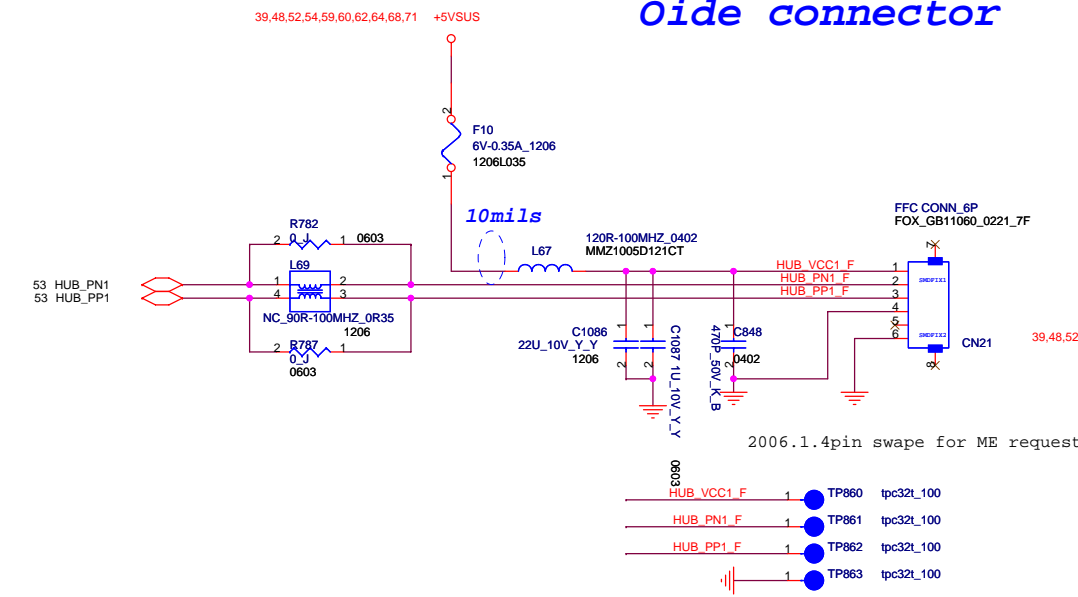 Oide connector
39,48,52,54,59,60,62,64,68,71 +5VSUS
2
F10
6V-0.35A_1206
1206L035
1
10mils
FFC CONN_6P
FOX_GB11060_0221_7F
R782
2 0_J 1 0603
L67
120R-100MHZ_0402
MMZ1005D121CT
7
L69
HUB_VCC1_F 1
53 HUB_PN1 1 2 HUB_PN1_F 2
53 HUB_PP1 4 3 HUB_PP1_F 3
4
5
6
SMDFIX1
SMDFIX2
NC_90R-100MHZ_0R35
1206
R787
2 0_J 1
0603
C1086
22U_10V_Y_Y
1206
1
2
1
2
C1087 1U_10V_Y_Y
0603
470P_50V_K_B
C848
1
2
0402
CN21
8
39,48,52
2006.1.4pin swape for ME request
HUB_VCC1_F 1 TP860 tpc32t_100
HUB_PN1_F 1 TP861 tpc32t_100
HUB_PP1_F 1 TP862 tpc32t_100
1 TP863 tpc32t_100